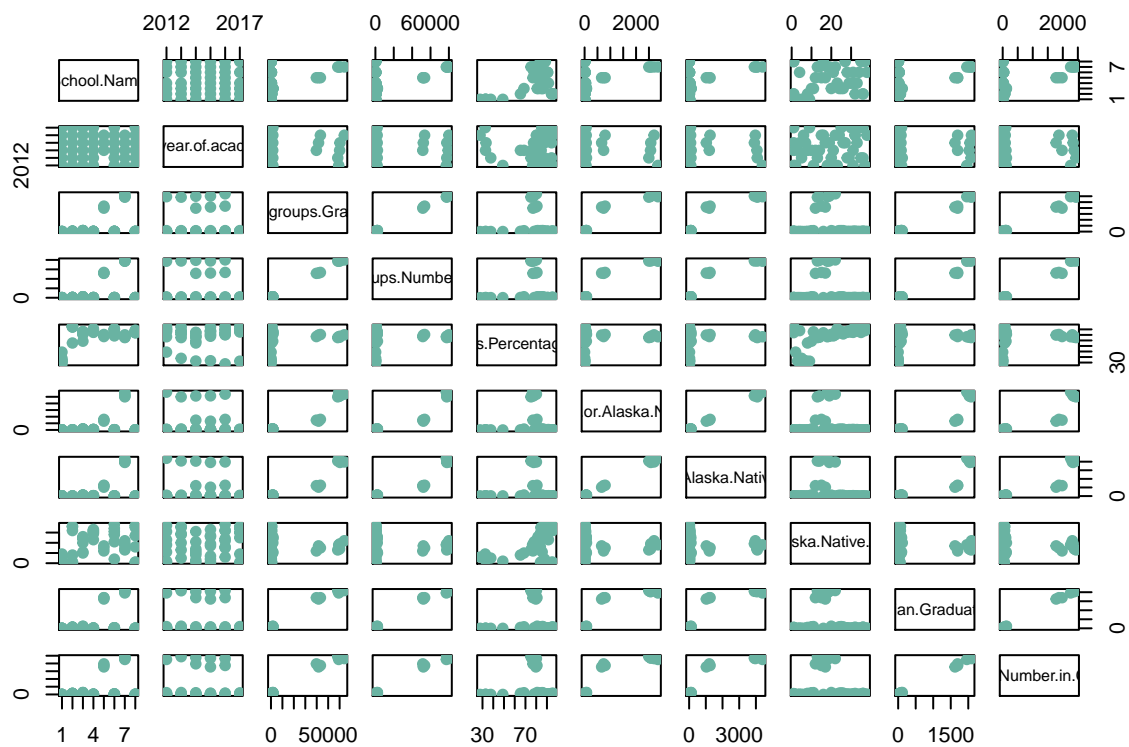 2012 2017 0 60000 0 2000 0 20 0 2000
chool.Nam
1 7
2012
year.of.acad
groups.Gra
0
0
ups.Numbe
s.Percentag
30
0
or.Alaska.N
Alaska.Nativ
0
0
ska.Native.
an.Graduat
0
0
Number.in.
1 4 7 0 50000 30 70 0 3000 0 1500